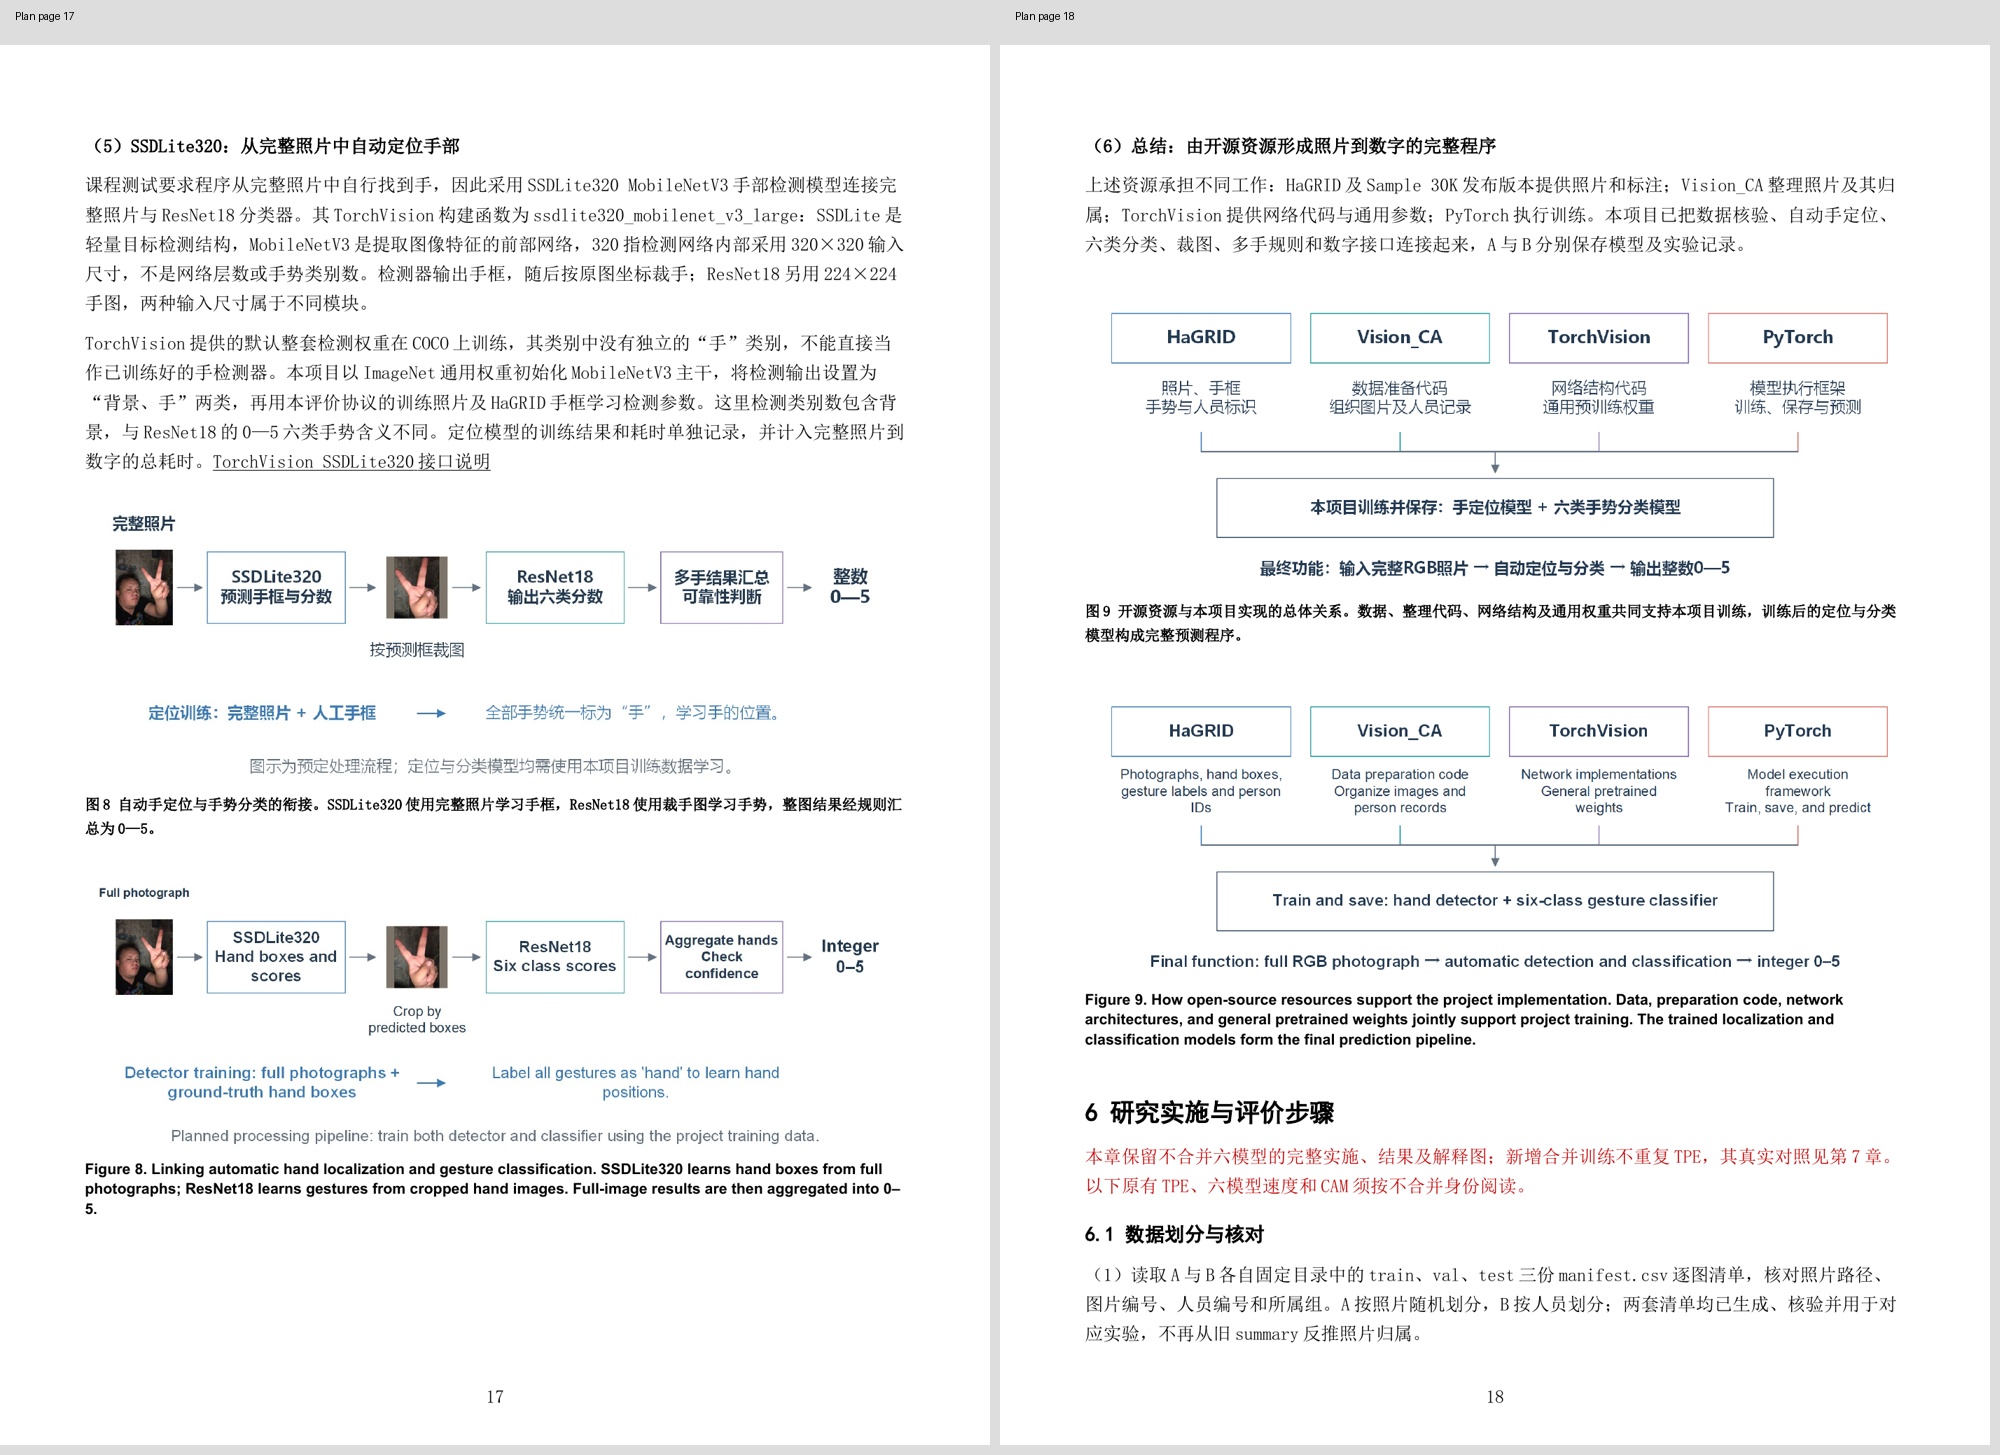 Plan page 17
（5）SSDLite320：从完整照片中自动定位手部
课程测试要求程序从完整照片中自行找到手，因此采用 SSDLite320 MobileNetV3 手部检测模型连接完
整照片与 ResNet18 分类器。其 TorchVision 构建函数为 ssdlite320_mobilenet_v3_large：SSDLite 是
轻量目标检测结构，MobileNetV3 是提取图像特征的前部网络，320 指检测网络内部采用 320×320 输入
尺寸，不是网络层数或手势类别数。检测器输出手框，随后按原图坐标裁手；ResNet18 另用 224×224
手图，两种输入尺寸属于不同模块。
TorchVision 提供的默认整套检测权重在 COCO 上训练，其类别中没有独立的“手”类别，不能直接当
作已训练好的手检测器。本项目以 ImageNet 通用权重初始化 MobileNetV3 主干，将检测输出设置为
“背景、手”两类，再用本评价协议的训练照片及 HaGRID 手框学习检测参数。这里检测类别数包含背
景，与 ResNet18 的 0—5 六类手势含义不同。定位模型的训练结果和耗时单独记录，并计入完整照片到
数字的总耗时。TorchVision SSDLite320 接口说明
完整照片
SSDLite320
预测手框与分数
ResNet18
输出六类分数
多手结果汇总
可靠性判断
整数
0—5
按预测框裁图
定位训练：完整照片 + 人工手框
全部手势统一标为“手”，学习手的位置。
图示为预定处理流程；定位与分类模型均需使用本项目训练数据学习。
图 8 自动手定位与手势分类的衔接。SSDLite320 使用完整照片学习手框，ResNet18 使用裁手图学习手势，整图结果经规则汇
总为 0—5。
Full photograph
SSDLite320
Hand boxes and
scores
ResNet18
Six class scores
Aggregate hands
Check
confidence
Integer
0–5
Crop by
predicted boxes
Detector training: full photographs +
ground-truth hand boxes
Label all gestures as 'hand' to learn hand
positions.
Planned processing pipeline: train both detector and classifier using the project training data.
Figure 8. Linking automatic hand localization and gesture classification. SSDLite320 learns hand boxes from full
photographs; ResNet18 learns gestures from cropped hand images. Full-image results are then aggregated into 0–
5.
17
Plan page 18
（6）总结：由开源资源形成照片到数字的完整程序
上述资源承担不同工作：HaGRID 及 Sample 30K 发布版本提供照片和标注；Vision_CA 整理照片及其归
属；TorchVision 提供网络代码与通用参数；PyTorch 执行训练。本项目已把数据核验、自动手定位、
六类分类、裁图、多手规则和数字接口连接起来，A 与 B 分别保存模型及实验记录。
HaGRID
Vision_CA
TorchVision
PyTorch
照片、手框
手势与人员标识
数据准备代码
组织图片及人员记录
网络结构代码
通用预训练权重
模型执行框架
训练、保存与预测
本项目训练并保存：手定位模型 + 六类手势分类模型
最终功能：输入完整RGB照片 → 自动定位与分类 → 输出整数0—5
图 9 开源资源与本项目实现的总体关系。数据、整理代码、网络结构及通用权重共同支持本项目训练，训练后的定位与分类
模型构成完整预测程序。
HaGRID
Vision_CA
TorchVision
PyTorch
Photographs, hand boxes,
gesture labels and person
IDs
Data preparation code
Organize images and
person records
Network implementations
General pretrained
weights
Model execution
framework
Train, save, and predict
Train and save: hand detector + six-class gesture classifier
Final function: full RGB photograph → automatic detection and classification → integer 0–5
Figure 9. How open-source resources support the project implementation. Data, preparation code, network
architectures, and general pretrained weights jointly support project training. The trained localization and
classification models form the final prediction pipeline.
6 研究实施与评价步骤
本章保留不合并六模型的完整实施、结果及解释图；新增合并训练不重复 TPE，其真实对照见第 7 章。
以下原有 TPE、六模型速度和 CAM 须按不合并身份阅读。
6.1 数据划分与核对
（1）读取 A 与 B 各自固定目录中的 train、val、test 三份 manifest.csv 逐图清单，核对照片路径、
图片编号、人员编号和所属组。A 按照片随机划分，B 按人员划分；两套清单均已生成、核验并用于对
应实验，不再从旧 summary 反推照片归属。
18